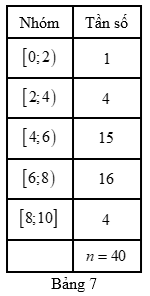 Nhóm Tần số
[0;2) 1
[2;4) 4
[4;6) 15
[6;8) 16
[8;10] 4
n = 40
Bảng 7